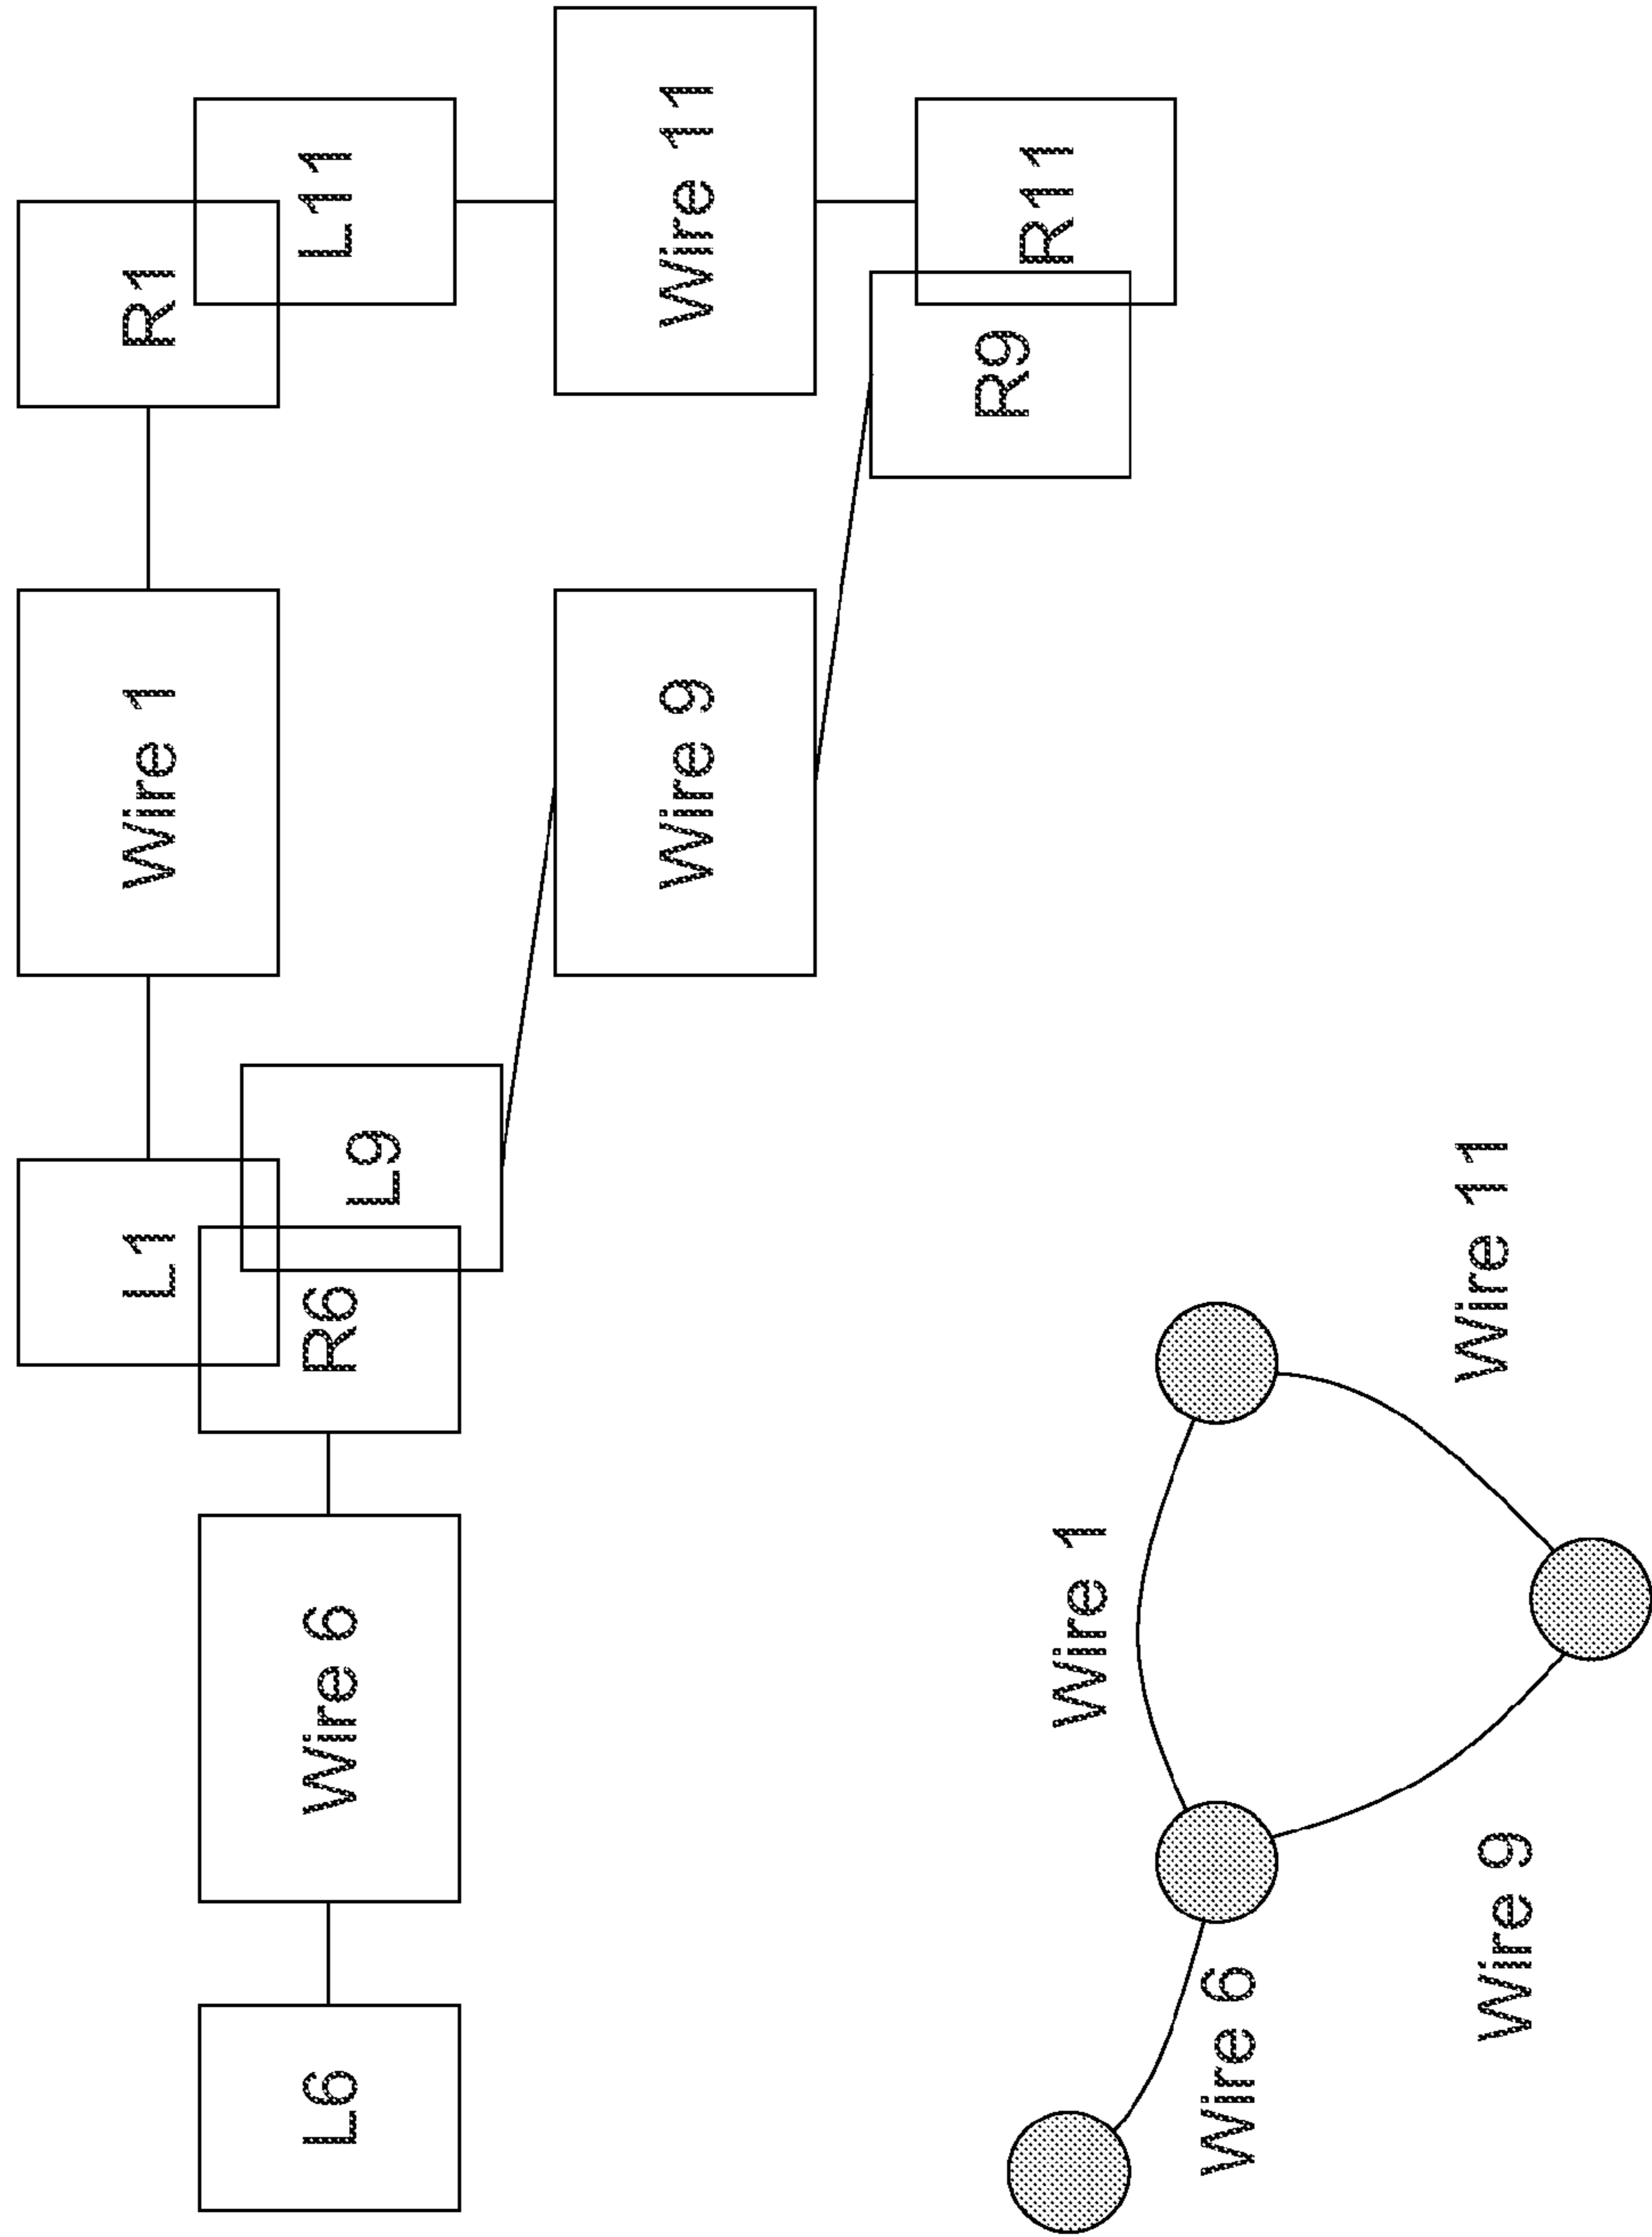 L6
Wire 6
R6
L1
L9
Wire 1
Wire 9
R1
L11
Wire 11
R9
R11
Wire 6
Wire 1
Wire 9
Wire 11